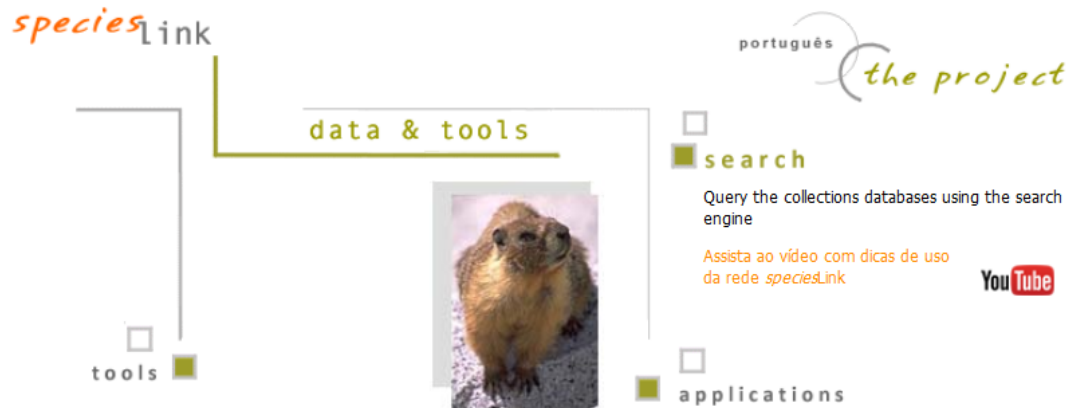 specieslink
português
the project
data & tools
search
Query the collections databases using the search
engine
Assista ao vídeo com dicas de uso
da rede speciesLink
YouTube
tools
applications